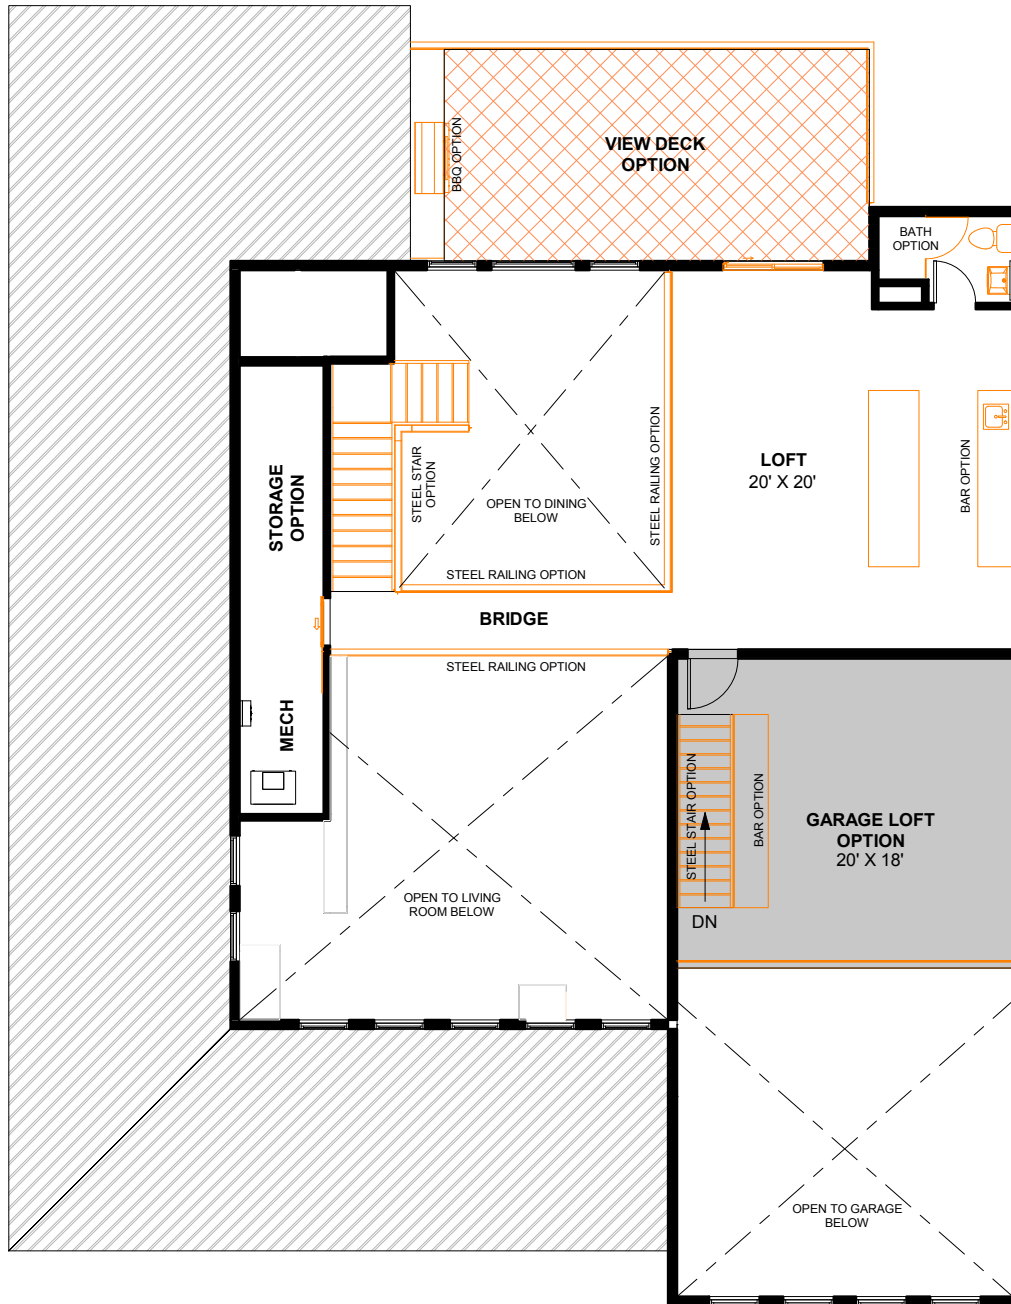 VIEW DECK
OPTION
BBQ OPTION
BATH
OPTION
STORAGE
OPTION
STEEL STAIR
OPTION
OPEN TO DINING
BELOW
STEEL RAILING OPTION
LOFT
20' X 20'
BAR OPTION
STEEL RAILING OPTION
BRIDGE
STEEL RAILING OPTION
MECH
STEEL STAIR OPTION
BAR OPTION
GARAGE LOFT
OPTION
20' X 18'
OPEN TO LIVING
ROOM BELOW
DN
OPEN TO GARAGE
BELOW